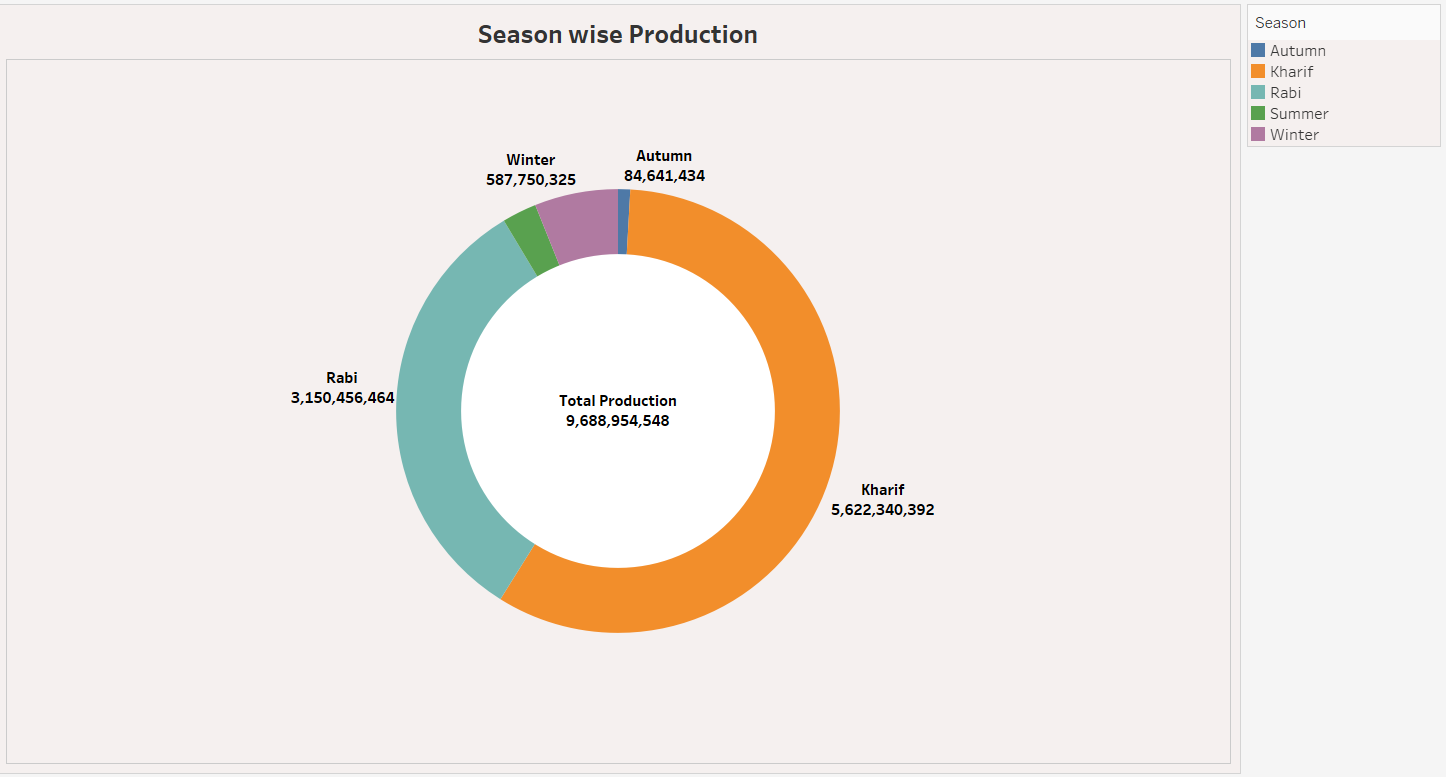 Season wise Production
Season
Autumn
Kharif
Rabi
Summer
Winter
Winter
587,750,325
Autumn
84,641,434
Rabi
3,150,456,464
Total Production
9,688,954,548
Kharif
5,622,340,392